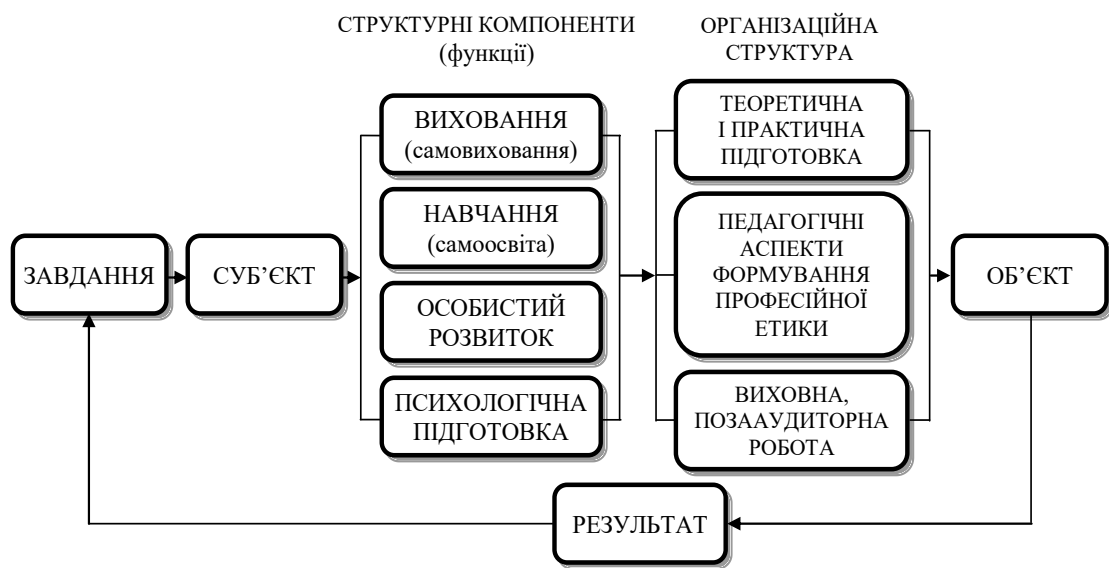 СТРУКТУРНІ КОМПОНЕНТИ
(функції)
ОРГАНІЗАЦІЙНА
СТРУКТУРА
ЗАВДАННЯ
СУБ’ЄКТ
ВИХОВАННЯ
(самовиховання)
НАВЧАННЯ
(самоосвіта)
ОСОБИСТИЙ
РОЗВИТОК
ПСИХОЛОГІЧНА
ПІДГОТОВКА
ТЕОРЕТИЧНА
І ПРАКТИЧНА
ПІДГОТОВКА
ПЕДАГОГІЧНІ
АСПЕКТИ
ФОРМУВАННЯ
ПРОФЕСІЙНОЇ
ЕТИКИ
ВИХОВНА,
ПОЗААУДИТОРНА
РОБОТА
ОБ’ЄКТ
РЕЗУЛЬТАТ